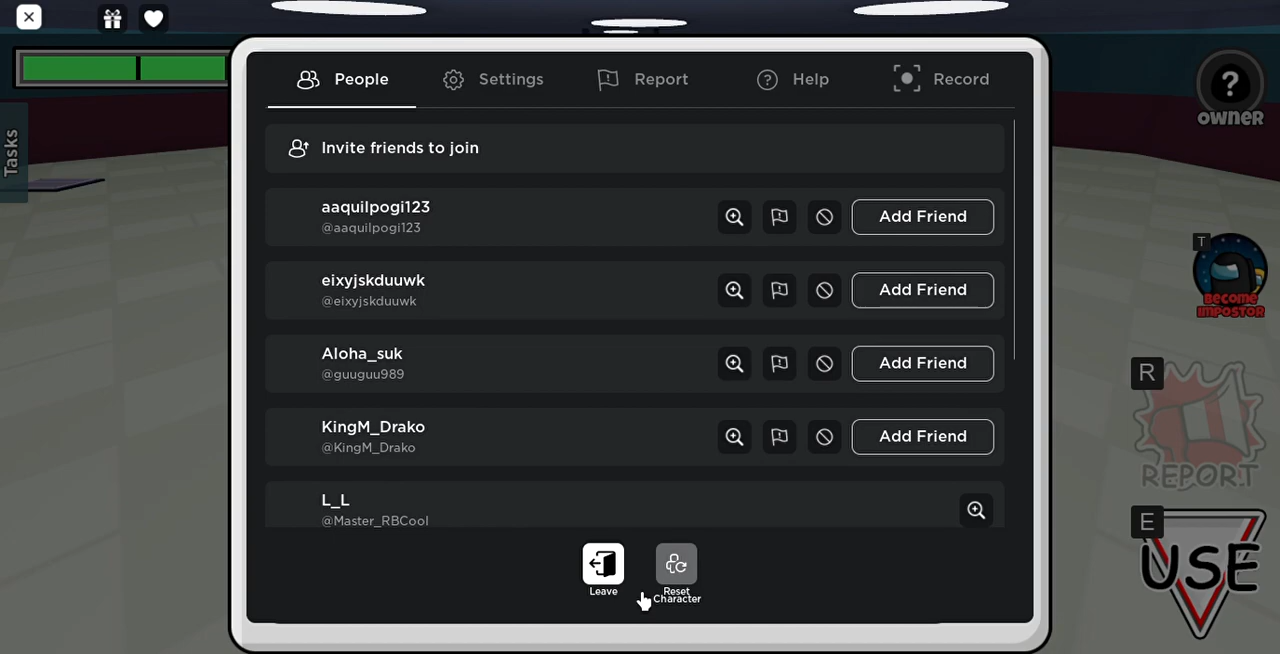 People
Settings
Report
Help
Record
Invite friends to join
aaquilpogi123
@aaquilpogi123
Add Friend
eixyjskduuwk
@eixyjskduuwk
Add Friend
Aloha_suk
@guuguu989
Add Friend
KingM_Drako
@KingM_Drako
Add Friend
L_L
@Master_RBCool
Leave
Reset
Character
Tasks
?
OWNER
T
BECOME
IMPOSTOR
R
REPORT
E
USE